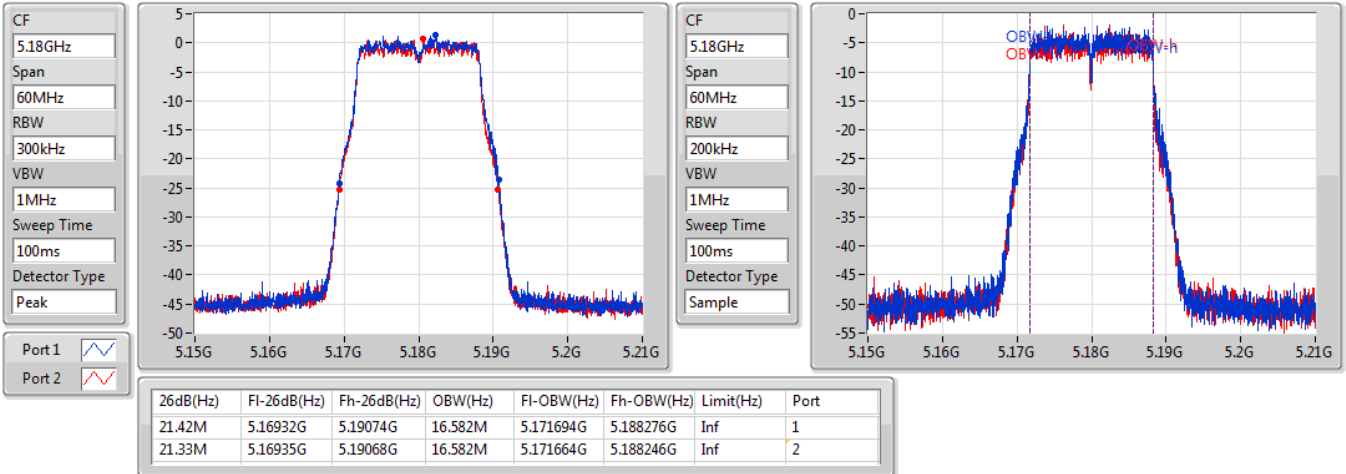 CF
5.18GHz
Span
60MHz
RBW
300kHz
VBW
1MHz
Sweep Time
100ms
Detector Type
Peak
5
0
-5
-10
-15
-20
-25
-30
-35
-40
-45
-50
5.15G 5.16G 5.17G 5.18G 5.19G 5.2G 5.21G
CF
5.18GHz
Span
60MHz
RBW
200kHz
VBW
1MHz
Sweep Time
100ms
Detector Type
Sample
0
-5
-10
-15
-20
-25
-30
-35
-40
-45
-50
-55
OBW-h
5.15G 5.16G 5.17G 5.18G 5.19G 5.2G 5.21G
Port 1
Port 2
26dB(Hz) Fl-26dB(Hz) Fh-26dB(Hz) OBW(Hz) Fl-OBW(Hz) Fh-OBW(Hz) Limit(Hz) Port
21.42M 5.16932G 5.19074G 16.582M 5.171694G 5.188276G Inf 1
21.33M 5.16935G 5.19068G 16.582M 5.171664G 5.188246G Inf 2